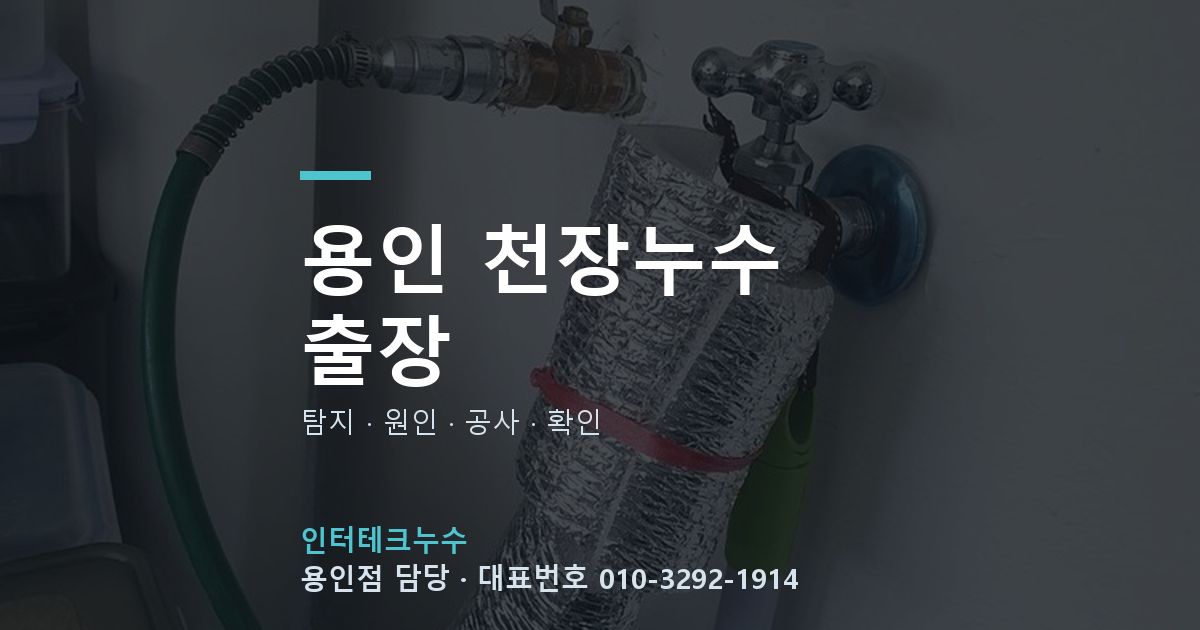 용인 천장누수
출장
탐지 · 원인 · 공사 · 확인
인터테크누수
용인점 담당 · 대표번호 010-3292-1914